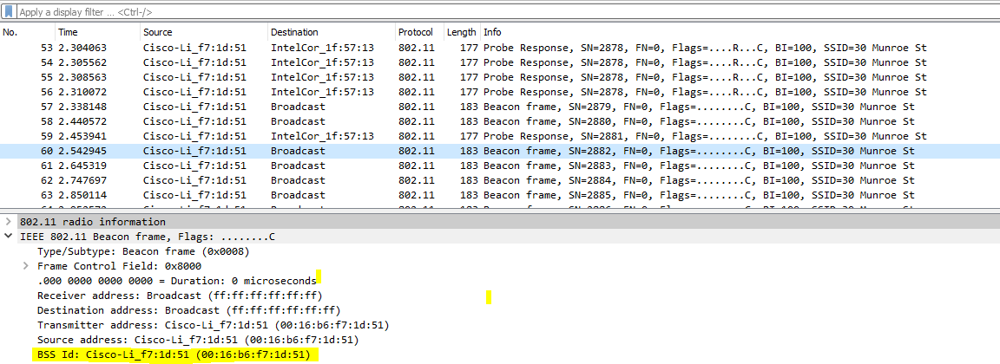 Apply a display filter ... <Ctrl-/>
No. Time Source Destination Protocol Length Info
53 2.304063 Cisco-Li_f7:1d:51 IntelCor_1f:57:13 802.11 177 Probe Response, SN=2878, FN=0, Flags=....R...C, BI=100, SSID=30 Munroe St
54 2.305562 Cisco-Li_f7:1d:51 IntelCor_1f:57:13 802.11 177 Probe Response, SN=2878, FN=0, Flags=....R...C, BI=100, SSID=30 Munroe St
55 2.308563 Cisco-Li_f7:1d:51 IntelCor_1f:57:13 802.11 177 Probe Response, SN=2878, FN=0, Flags=....R...C, BI=100, SSID=30 Munroe St
56 2.310072 Cisco-Li_f7:1d:51 IntelCor_1f:57:13 802.11 177 Probe Response, SN=2878, FN=0, Flags=....R...C, BI=100, SSID=30 Munroe St
57 2.338148 Cisco-Li_f7:1d:51 Broadcast 802.11 183 Beacon frame, SN=2879, FN=0, Flags=........C, BI=100, SSID=30 Munroe St
58 2.440572 Cisco-Li_f7:1d:51 Broadcast 802.11 183 Beacon frame, SN=2880, FN=0, Flags=........C, BI=100, SSID=30 Munroe St
59 2.453941 Cisco-Li_f7:1d:51 IntelCor_1f:57:13 802.11 177 Probe Response, SN=2881, FN=0, Flags=........C, BI=100, SSID=30 Munroe St
60 2.542945 Cisco-Li_f7:1d:51 Broadcast 802.11 183 Beacon frame, SN=2882, FN=0, Flags=........C, BI=100, SSID=30 Munroe St
61 2.645319 Cisco-Li_f7:1d:51 Broadcast 802.11 183 Beacon frame, SN=2883, FN=0, Flags=........C, BI=100, SSID=30 Munroe St
62 2.747697 Cisco-Li_f7:1d:51 Broadcast 802.11 183 Beacon frame, SN=2884, FN=0, Flags=........C, BI=100, SSID=30 Munroe St
63 2.850114 Cisco-Li_f7:1d:51 Broadcast 802.11 183 Beacon frame, SN=2885, FN=0, Flags=........C, BI=100, SSID=30 Munroe St
802.11 radio information
IEEE 802.11 Beacon frame, Flags: ........C
Type/Subtype: Beacon frame (0x0008)
Frame Control Field: 0x8000
.000 0000 0000 0000 = Duration: 0 microseconds
Receiver address: Broadcast (ff:ff:ff:ff:ff:ff)
Destination address: Broadcast (ff:ff:ff:ff:ff:ff)
Transmitter address: Cisco-Li_f7:1d:51 (00:16:b6:f7:1d:51)
Source address: Cisco-Li_f7:1d:51 (00:16:b6:f7:1d:51)
BSS Id: Cisco-Li_f7:1d:51 (00:16:b6:f7:1d:51)